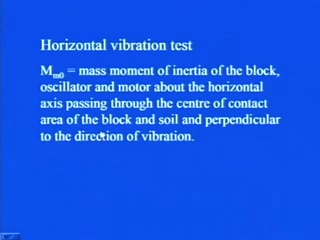 Horizontal vibration test
Mm0 = mass moment of inertia of the block,
oscillator and motor about the horizontal
axis passing through the centre of contact
area of the block and soil and perpendicular
to the direction of vibration.